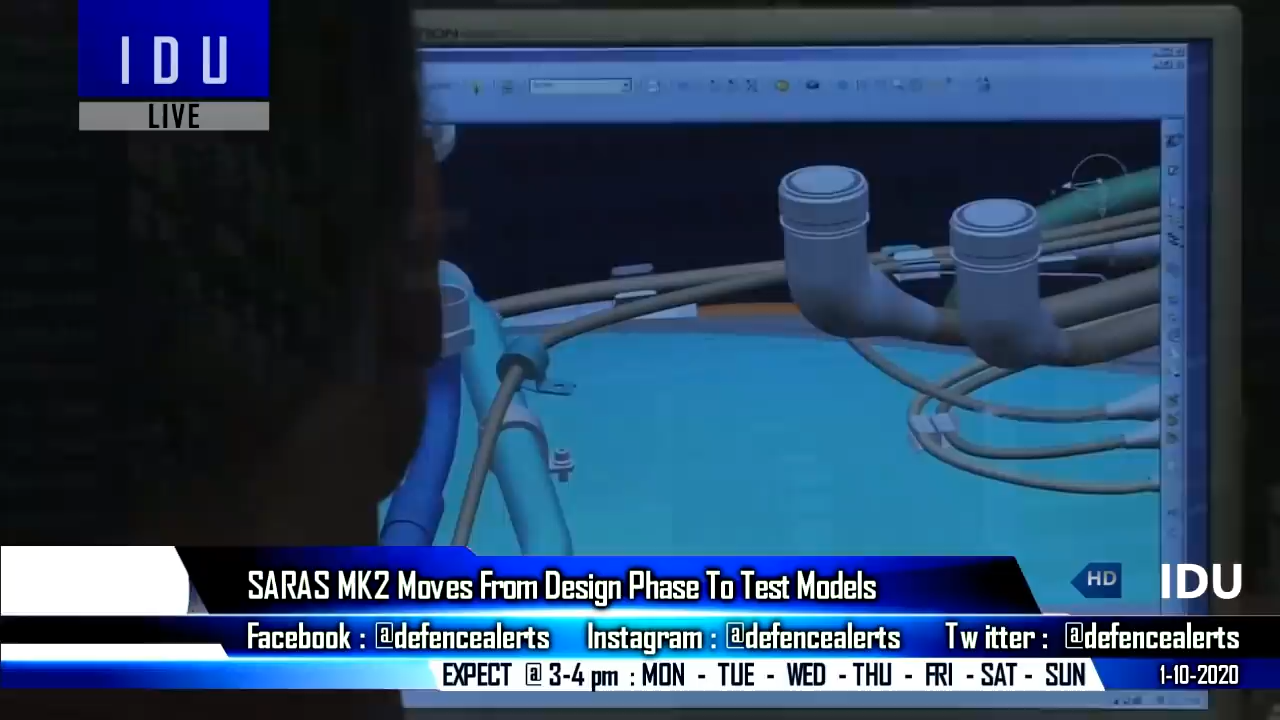 I D U
LIVE
SARAS MK2 Moves From Design Phase To Test Models
HD IDU
Facebook : @defencealerts Instagram : @defencealerts Twitter : @defencealerts
EXPECT @ 3-4 pm : MON - TUE - WED - THU - FRI - SAT - SUN
1-10-2020